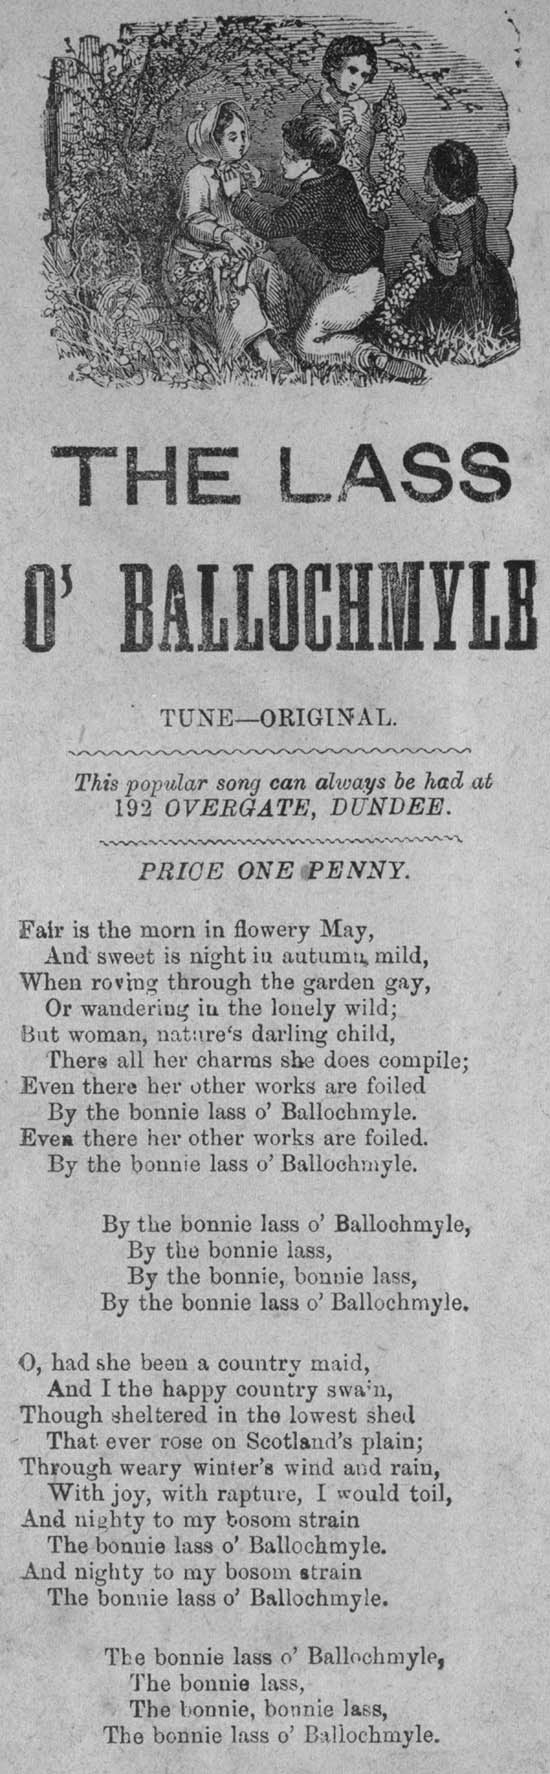 THE LASS
O' BALLOCHMYLE
TUNE—ORIGINAL.
This popular song can always be had at
192 OVERGATE, DUNDEE.
PRICE ONE PENNY.
Fair is the morn in flowery May,
And sweet is night in autumn, mild,
When roving through the garden gay,
Or wandering in the lonely wild;
But woman, nature's darling child,
There all her charms she does compile;
Even there her other works are foiled
By the bonnie lass o' Ballochmyle.
Even there her other works are foiled.
By the bonnie lass o' Ballochmyle.
By the bonnie lass o' Ballochmyle,
By the bonnie lass,
By the bonnie, bonnie lass,
By the bonnie lass o' Ballochmyle.
O, had she been a country maid,
And I the happy country swain,
Though sheltered in the lowest shed
That ever rose on Scotland's plain;
Through weary winter's wind and rain,
With joy, with rapture, I would toil,
And nighty to my bosom strain
The bonnie lass o' Ballochmyle.
And nighty to my bosom strain
The bonnie lass o' Ballochmyle.
The bonnie lass o' Ballochmyle,
The bonnie lass,
The bonnie, bonnie lass,
The bonnie lass o' Ballochmyle.